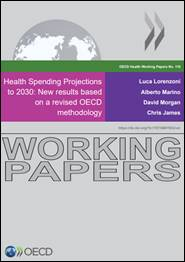 OECD Health Working Papers No. 110
Health Spending Projections
to 2030: New results based
on a revised OECD
methodology
Luca Lorenzoni
Alberto Marino
David Morgan
Chris James
WORKING
PAPERS
OECD